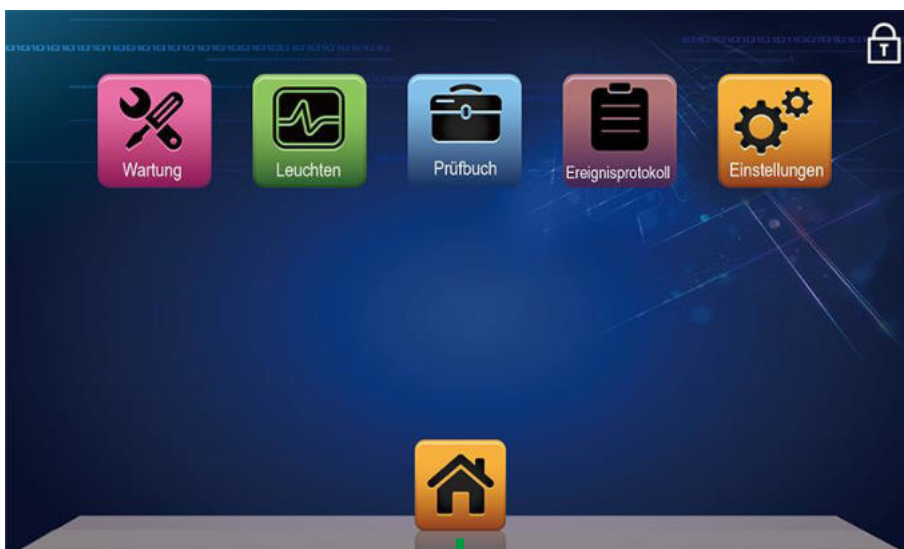 T
Wartung
Leuchten
Prüfbuch
Ereignisprotokoll
Einstellungen